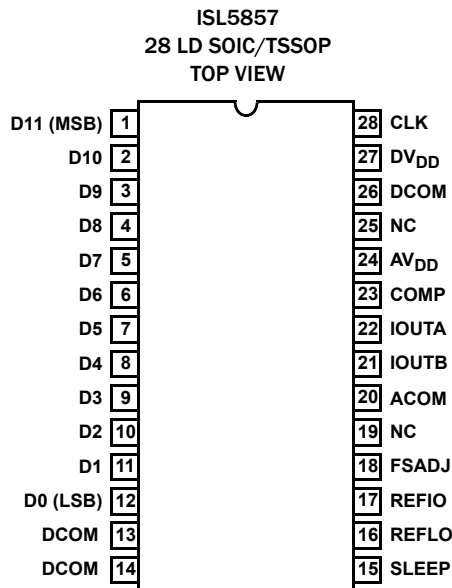 ISL5857
28 LD SOIC/TSSOP
TOP VIEW
D11 (MSB) 1 28 CLK
D10 2 27 DVDD
D9 3 26 DCOM
D8 4 25 NC
D7 5 24 AVDD
D6 6 23 COMP
D5 7 22 IOUTA
D4 8 21 IOUTB
D3 9 20 ACOM
D2 10 19 NC
D1 11 18 FSADJ
D0 (LSB) 12 17 REFIO
DCOM 13 16 REFLO
DCOM 14 15 SLEEP